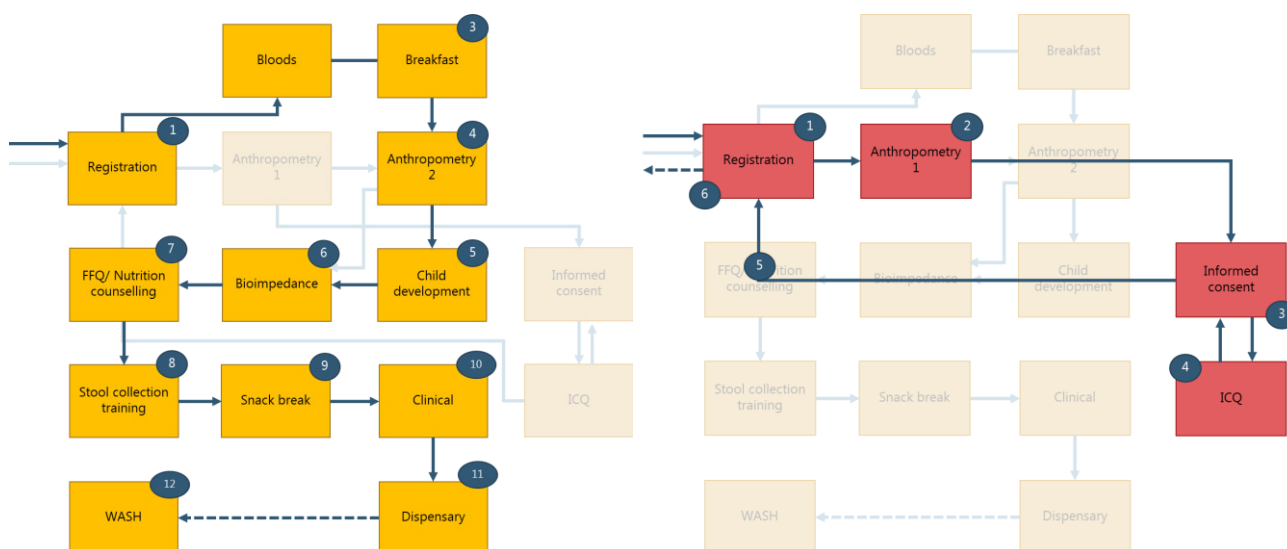 3
Bloods
Breakfast
1
4
Registration
Anthropometry
1
Anthropometry
2
7
6
5
FFQ/ Nutrition
counselling
Bioimpedance
Child
development
Informed
consent
8
9
10
Stool collection
training
Snack break
Clinical
ICQ
12
11
WASH
Dispensary
Bloods
Breakfast
1
2
Registration
Anthropometry
1
Anthropometry
2
6
5
FFQ/ Nutrition
counselling
Bioimpedance
Child
development
Informed
consent
3
4
Stool collection
training
Snack break
Clinical
ICQ
WASH
Dispensary